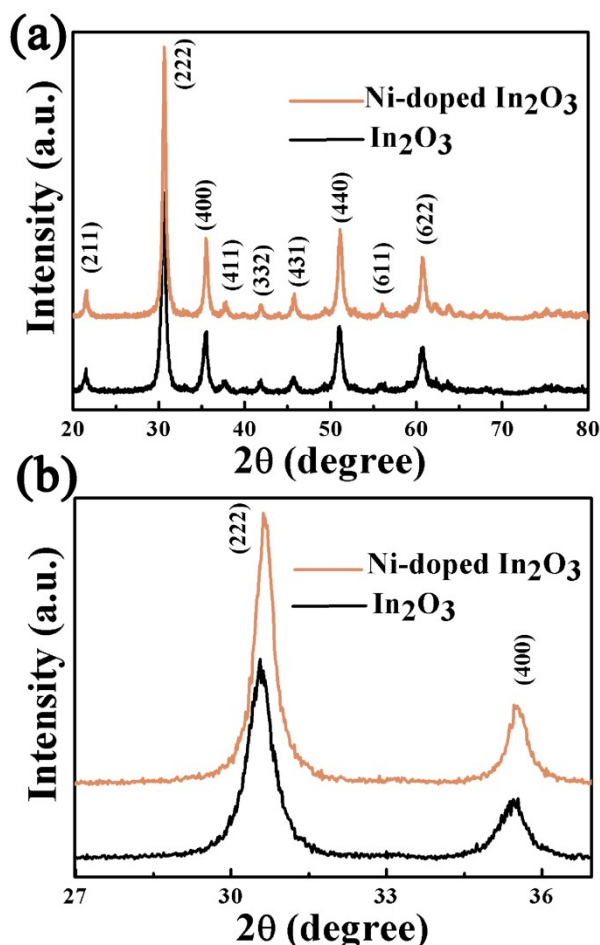 (a)
(222)
Ni-doped In2O3
In2O3
(211)
(400)
(411)
(332)
(431)
(440)
(611)
(622)
Intensity (a.u.)
20 30 40 50 60 70 80
2θ (degree)
(b)
(222)
Ni-doped In2O3
In2O3
(400)
Intensity (a.u.)
27 30 33 36
2θ (degree)